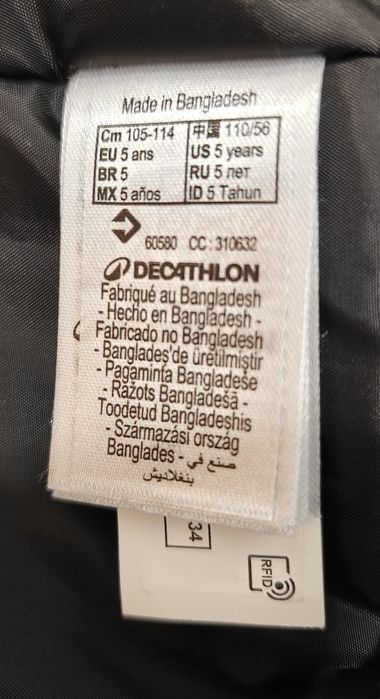 Made in Bangladesh
Cm 105-114 中国 110/56
EU 5 ans US 5 years
BR 5 RU 5 лет
MX 5 años ID 5 Tahun
60580 CC:310632
DECATHLON
Fabriqué au Bangladesh
- Hecho en Bangladesh -
Fabricado no Bangladesh
- Banglades'de üretilmiştir
- Pagaminta Bangladeše
- Ražots Bangladešā -
Toodetud Bangladeshis
- Származási ország
Banglades - صنع في
بنغلاديش
34
RFID